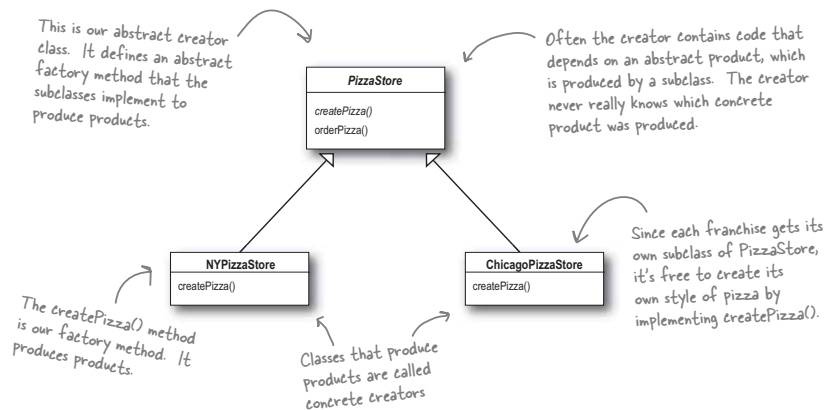 This is our abstract creator
class. It defines an abstract
factory method that the
subclasses implement to
produce products.
Often the creator contains code that
depends on an abstract product, which
is produced by a subclass. The creator
never really knows which concrete
product was produced.
PizzaStore
createPizza()
orderPizza()
NYPizzaStore
createPizza()
ChicagoPizzaStore
createPizza()
Since each franchise gets its
own subclass of PizzaStore,
it's free to create its
own style of pizza by
implementing createPizza().
The createPizza() method
is our factory method. It
produces products.
Classes that produce
products are called
concrete creators